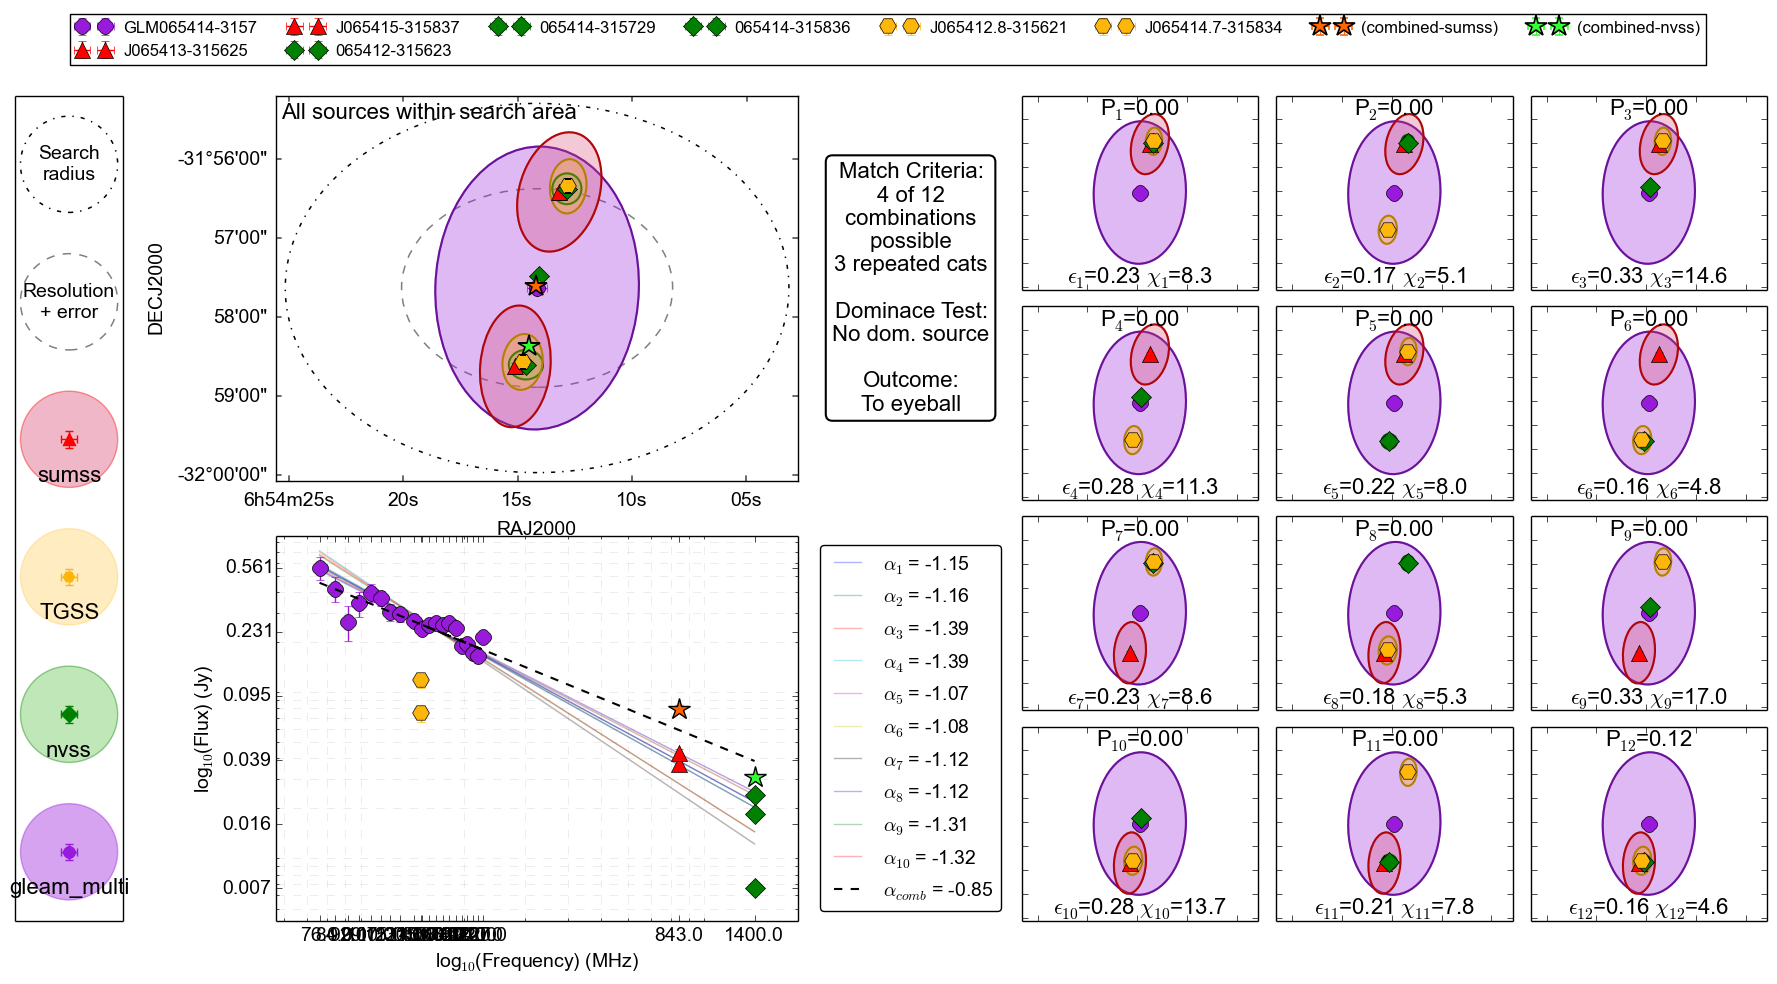 GLM065414-3157
J065415-315837
065414-315729
065414-315836
J065412.8-315621
J065414.7-315834
(combined-sumss)
(combined-nvss)
J065413-315625
065412-315623
Search
radius
Resolution
+ error
sumss
TGSS
nvss
gleam_multi
All sources within search area
DECJ2000
-31°56'00"
57'00"
58'00"
59'00"
-32°00'00"
6h54m25s
20s
15s
10s
05s
RAJ2000
Match Criteria:
4 of 12
combinations
possible
3 repeated cats
Dominace Test:
No dom. source
Outcome:
To eyeball
log10(Flux) (Jy)
0.561
0.231
0.095
0.039
0.016
0.007
843.0
1400.0
log10(Frequency) (MHz)
α1 = -1.15
α2 = -1.16
α3 = -1.39
α4 = -1.39
α5 = -1.07
α6 = -1.08
α7 = -1.12
α8 = -1.12
α9 = -1.31
α10 = -1.32
αcomb = -0.85
P1=0.00
ϵ1=0.23 χ1=8.3
P2=0.00
ϵ2=0.17 χ2=5.1
P3=0.00
ϵ3=0.33 χ3=14.6
P4=0.00
ϵ4=0.28 χ4=11.3
P5=0.00
ϵ5=0.22 χ5=8.0
P6=0.00
ϵ6=0.16 χ6=4.8
P7=0.00
ϵ7=0.23 χ7=8.6
P8=0.00
ϵ8=0.18 χ8=5.3
P9=0.00
ϵ9=0.33 χ9=17.0
P10=0.00
ϵ10=0.28 χ10=13.7
P11=0.00
ϵ11=0.21 χ11=7.8
P12=0.12
ϵ12=0.16 χ12=4.6